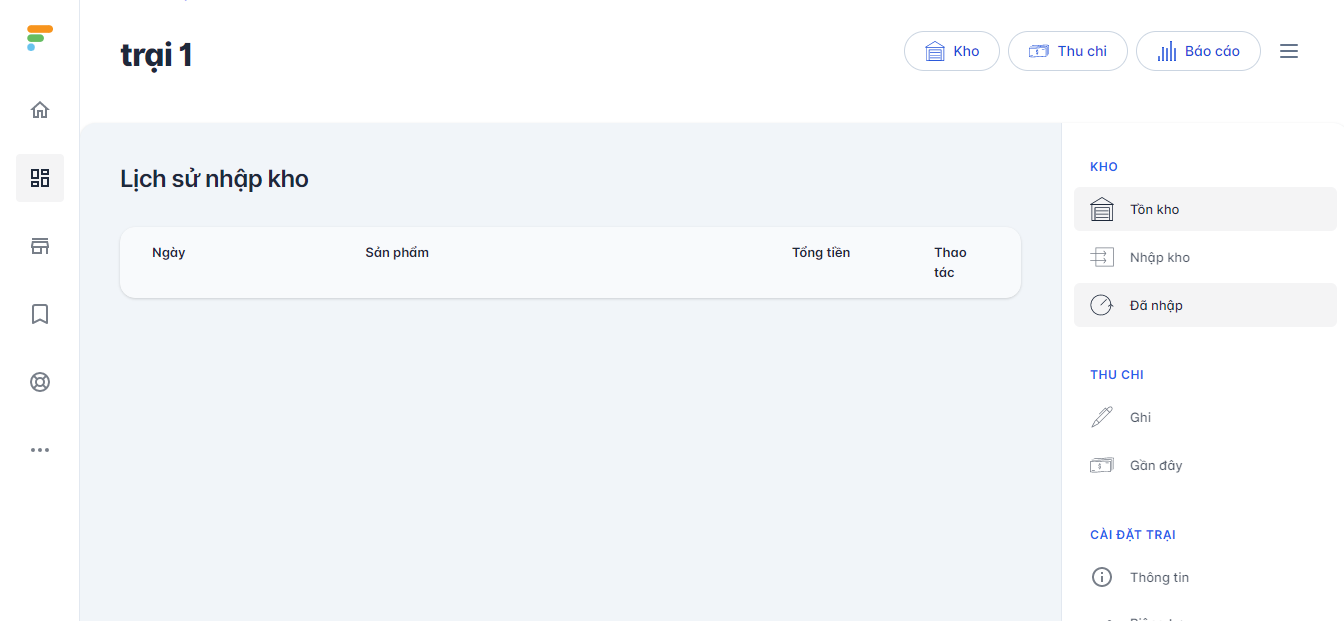 trại 1
Kho
Thu chi
Báo cáo
Lịch sử nhập kho
Ngày
Sản phẩm
Tổng tiền
Thao
tác
KHO
Tồn kho
Nhập kho
Đã nhập
THU CHI
Ghi
Gần đây
CÀI ĐẶT TRẠI
Thông tin